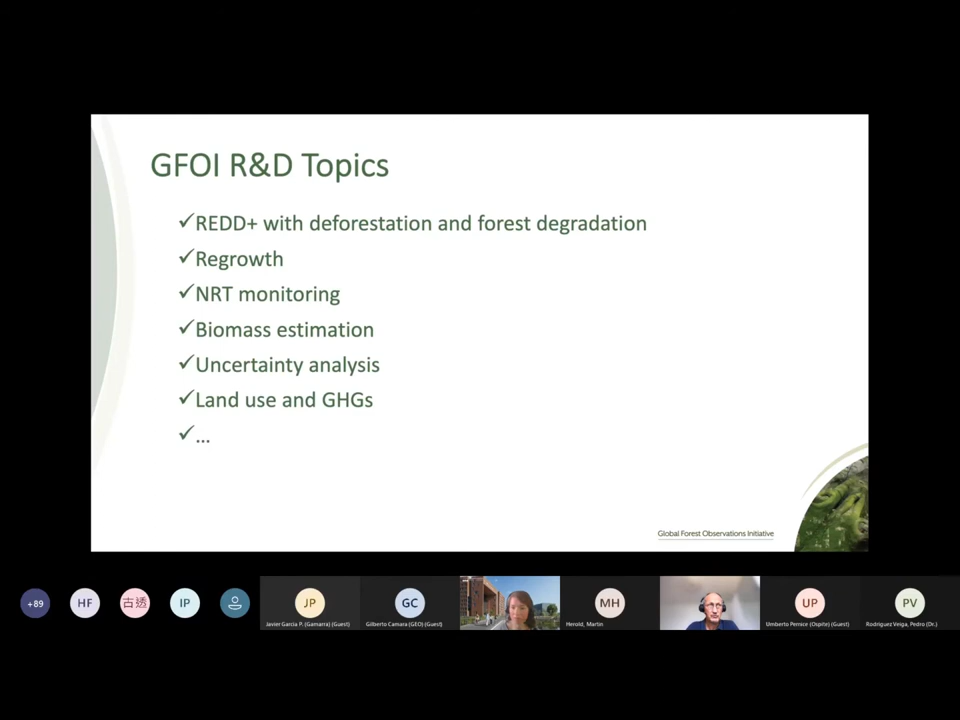 GFOI R&D Topics
✓REDD+ with deforestation and forest degradation
✓Regrowth
✓NRT monitoring
✓Biomass estimation
✓Uncertainty analysis
✓Land use and GHGs
✓...
Global Forest Observations Initiative
+89
HF
古透
IP
JP
GC
MH
UP
PV
Javier Garcia P. (Gamarra) (Guest)
Gilberto Camara (GEO) (Guest)
Herold, Martin
Umberto Pernice (Ospite) (Guest)
Rodriguez Veiga, Pedro (Dr.)